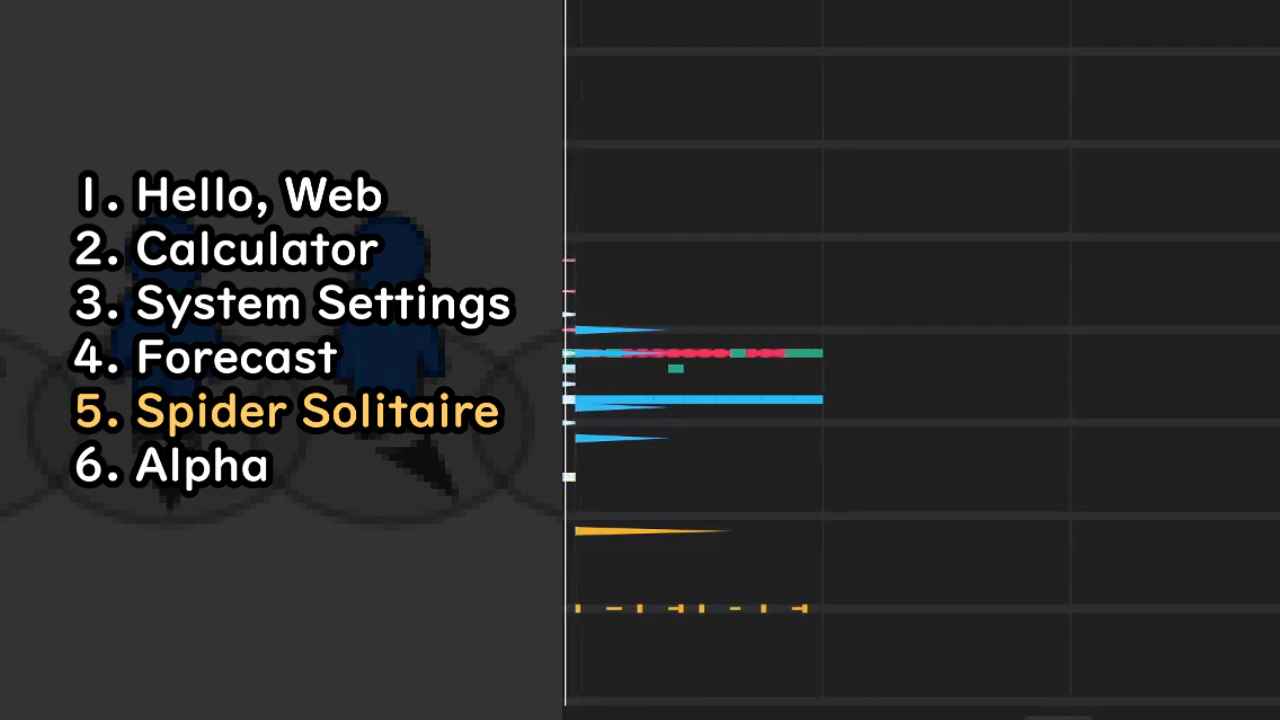 1. Hello, Web
2. Calculator
3. System Settings
4. Forecast
5. Spider Solitaire
6. Alpha